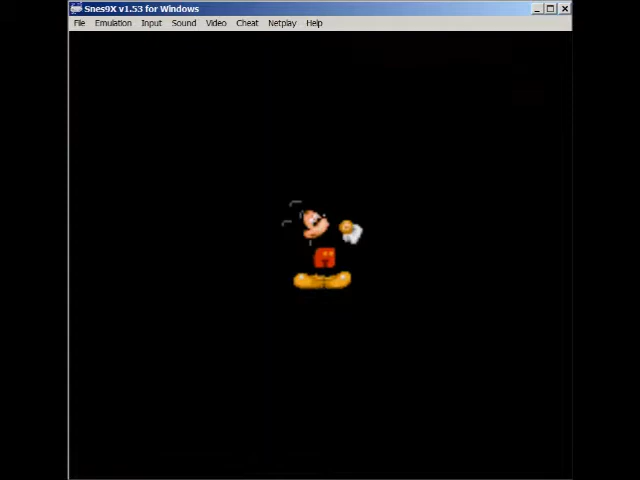 Snes9X v1.53 for Windows
File Emulation Input Sound Video Cheat Netplay Help